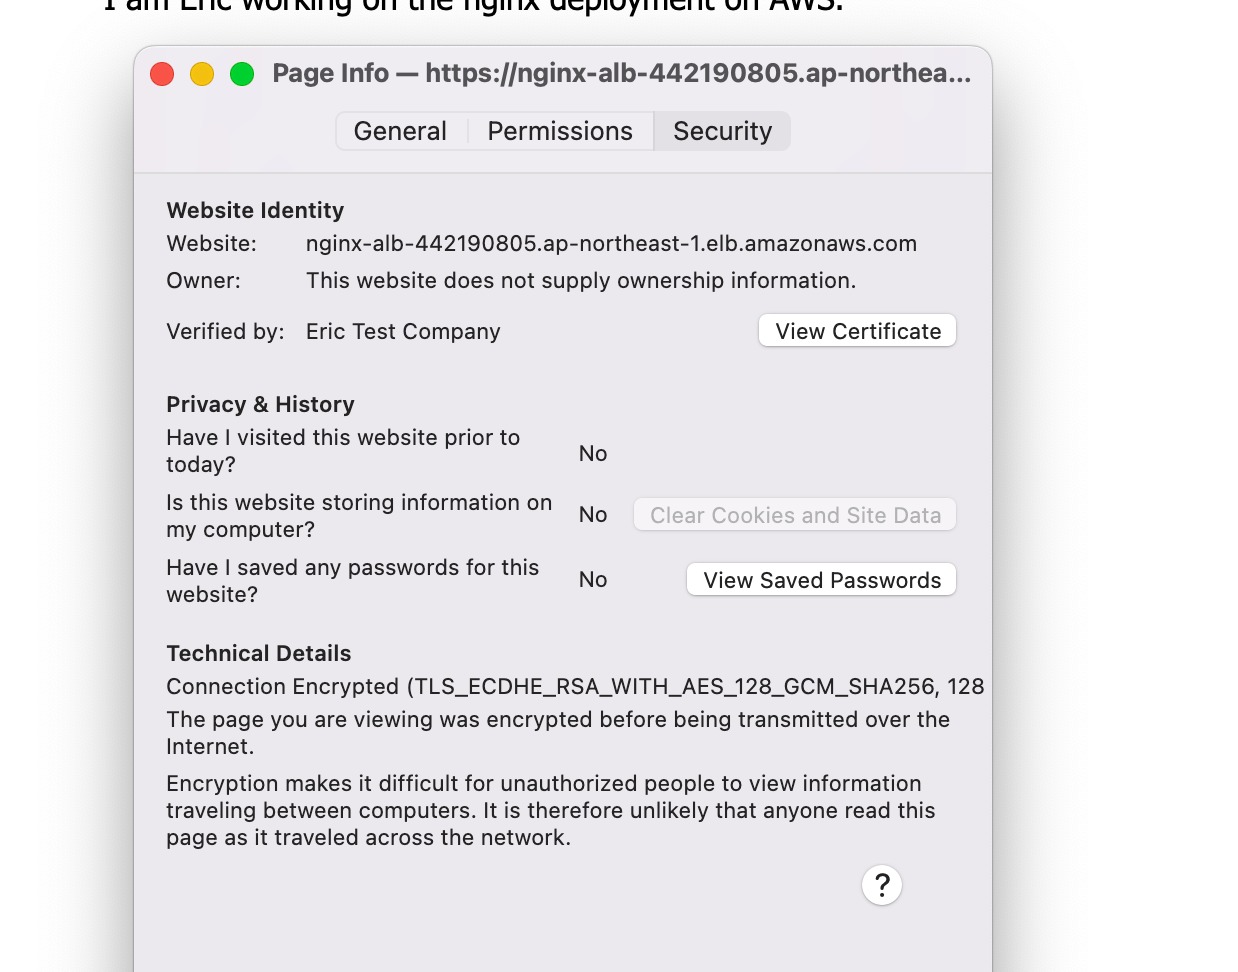 I am Eric working on the nginx deployment on AWS.
Page Info — https://nginx-alb-442190805.ap-northea...
General Permissions Security
Website Identity
Website: nginx-alb-442190805.ap-northeast-1.elb.amazonaws.com
Owner: This website does not supply ownership information.
Verified by: Eric Test Company View Certificate
Privacy & History
Have I visited this website prior to
today?
No
Is this website storing information on
my computer?
No Clear Cookies and Site Data
Have I saved any passwords for this
website?
No View Saved Passwords
Technical Details
Connection Encrypted (TLS_ECDHE_RSA_WITH_AES_128_GCM_SHA256, 128
The page you are viewing was encrypted before being transmitted over the
Internet.
Encryption makes it difficult for unauthorized people to view information
traveling between computers. It is therefore unlikely that anyone read this
page as it traveled across the network.
?